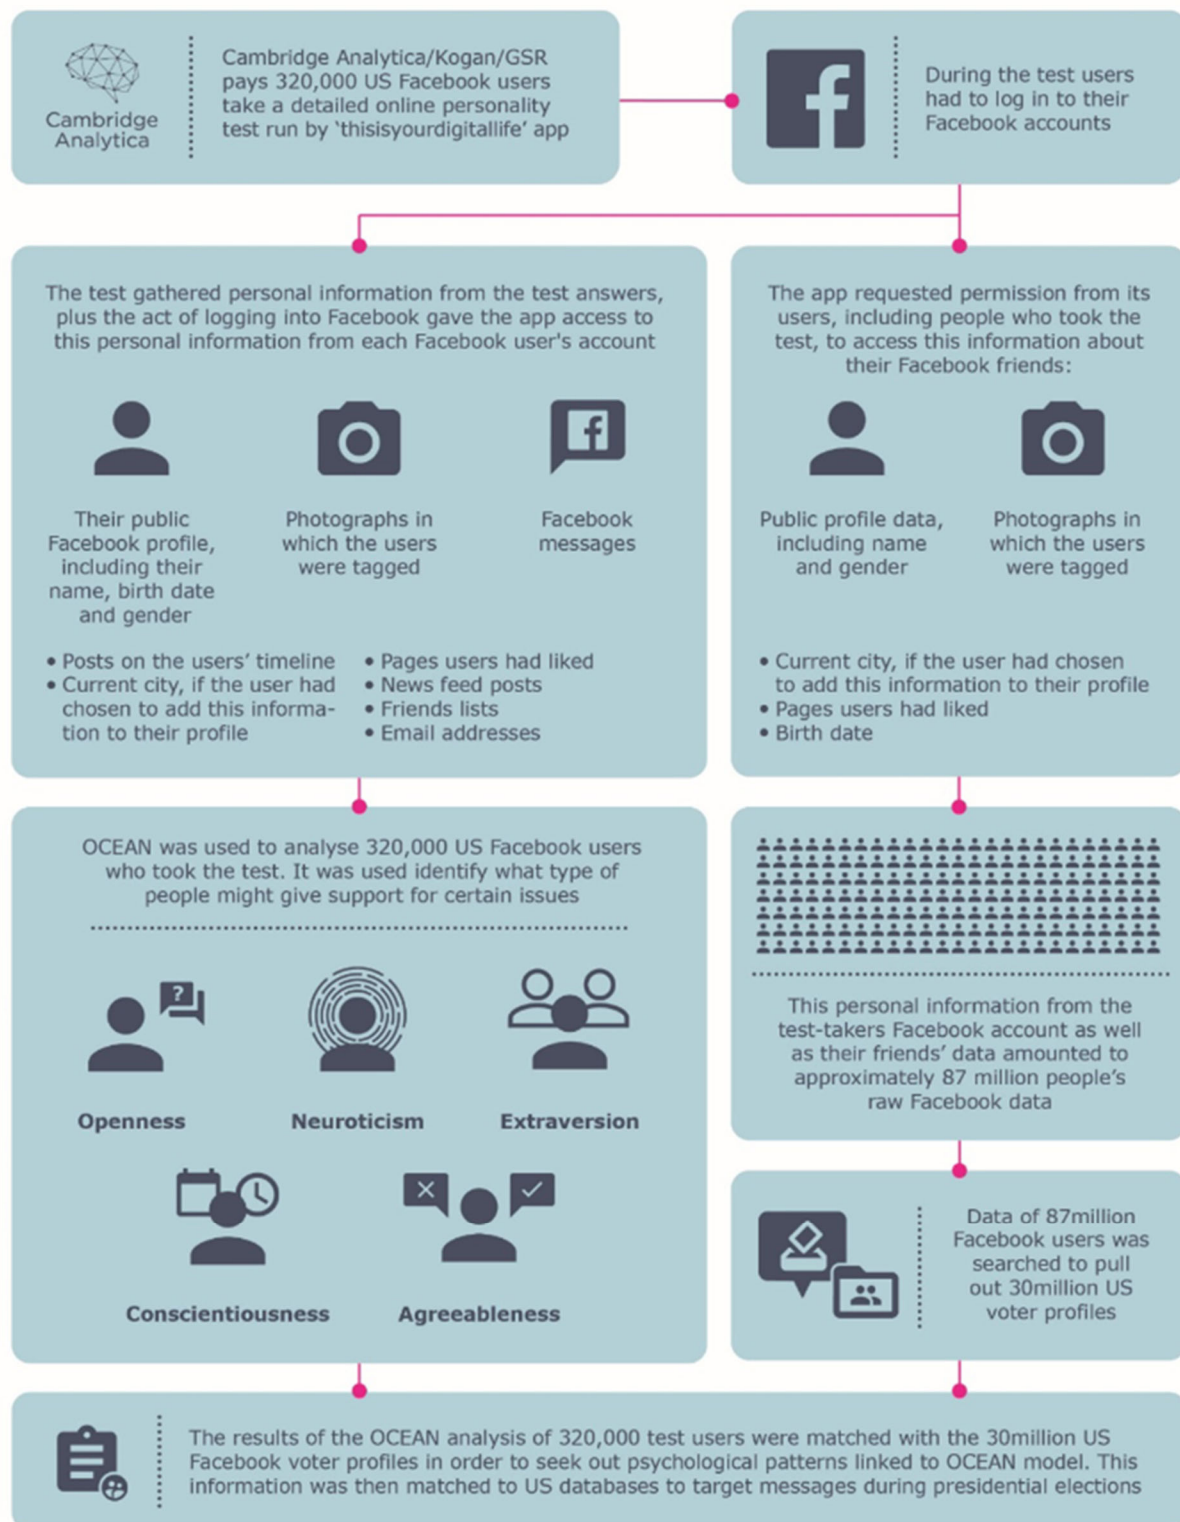 Cambridge
Analytica
Cambridge Analytica/Kogan/GSR
pays 320,000 US Facebook users
take a detailed online personality
test run by ‘thisisyourdigitallife’ app
During the test users
had to log in to their
Facebook accounts
The test gathered personal information from the test answers,
plus the act of logging into Facebook gave the app access to
this personal information from each Facebook user's account
Their public
Facebook profile,
including their
name, birth date
and gender
Photographs in
which the users
were tagged
Facebook
messages
• Posts on the users’ timeline
• Current city, if the user had
chosen to add this informa-
tion to their profile
• Pages users had liked
• News feed posts
• Friends lists
• Email addresses
The app requested permission from its
users, including people who took the
test, to access this information about
their Facebook friends:
Public profile data,
including name
and gender
Photographs in
which the users
were tagged
• Current city, if the user had chosen
to add this information to their profile
• Pages users had liked
• Birth date
OCEAN was used to analyse 320,000 US Facebook users
who took the test. It was used identify what type of
people might give support for certain issues
?
Openness
Neuroticism
Extraversion
Conscientiousness
Agreeableness
This personal information from the
test-takers Facebook account as well
as their friends’ data amounted to
approximately 87 million people’s
raw Facebook data
Data of 87million
Facebook users was
searched to pull
out 30million US
voter profiles
The results of the OCEAN analysis of 320,000 test users were matched with the 30million US
Facebook voter profiles in order to seek out psychological patterns linked to OCEAN model. This
information was then matched to US databases to target messages during presidential elections